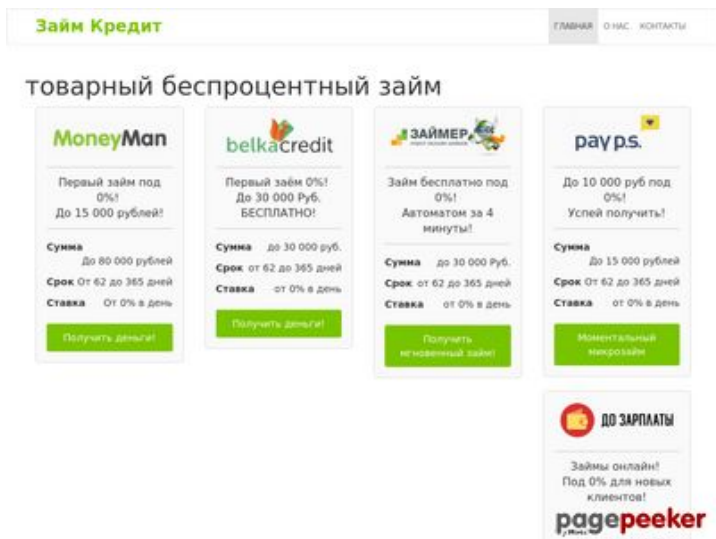 Займ Кредит
ГЛАВНАЯ О НАС КОНТАКТЫ
товарный беспроцентный займ
MoneyMan
Первый займ под
0%!
До 15 000 рублей!
Сумма
До 80 000 рублей
Срок От 62 до 365 дней
Ставка От 0% в день
Получить деньги!
belkacredit
Первый заём 0%!
До 30 000 Руб.
БЕСПЛАТНО!
Сумма до 30 000 руб.
Срок от 62 до 365 дней
Ставка от 0% в день
Получить деньги!
ЗАЙМЕР
Займ бесплатно под
0%!
Автоматом за 4
минуты!
Сумма до 30 000 Руб.
Срок от 62 до 365 дней
Ставка от 0% в день
Получить
мгновенный займ!
pay p.s.
До 10 000 руб под
0%!
Успей получить!
Сумма
До 15 000 рублей
Срок От 62 до 365 дней
Ставка от 0% в день
Моментальный
микрозайм
ДО ЗАРПЛАТЫ
Займы онлайн!
Под 0% для новых
клиентов!
pagepeeker